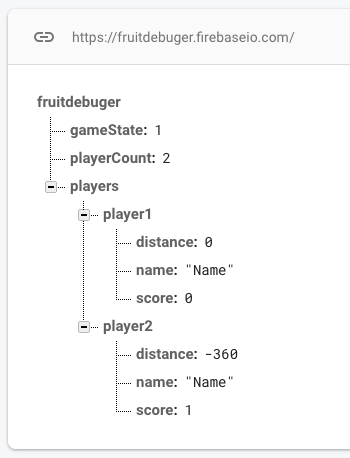 https://fruitdebuger.firebaseio.com/
fruitdebuger
gameState: 1
playerCount: 2
players
player1
distance: 0
name: "Name"
score: 0
player2
distance: -360
name: "Name"
score: 1